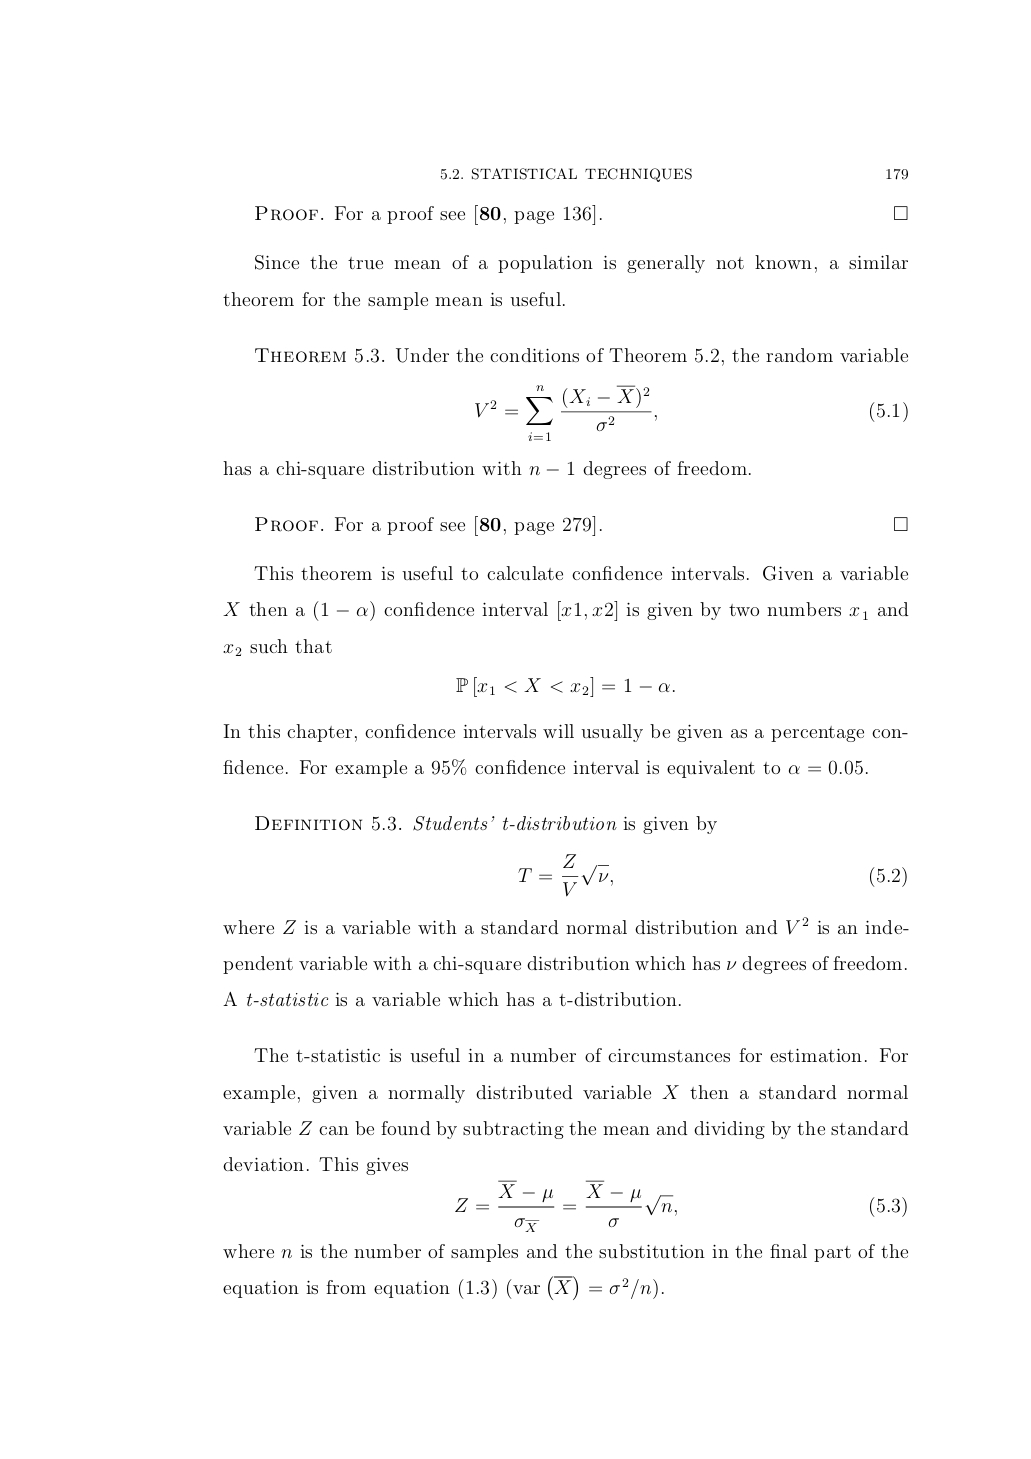 5.2. STATISTICAL TECHNIQUES 179
PROOF. For a proof see [80, page 136]. □
Since the true mean of a population is generally not known, a similar
theorem for the sample mean is useful.
THEOREM 5.3. Under the conditions of Theorem 5.2, the random variable
$V^2 = \sum_{i=1}^{n} \frac{(X_i - \overline{X})^2}{\sigma^2},$ (5.1)
has a chi-square distribution with $n - 1$ degrees of freedom.
PROOF. For a proof see [80, page 279]. □
This theorem is useful to calculate confidence intervals. Given a variable
$X$ then a $(1 - \alpha)$ confidence interval $[x1, x2]$ is given by two numbers $x_1$ and
$x_2$ such that
$\mathbb{P}[x_1 < X < x_2] = 1 - \alpha.$
In this chapter, confidence intervals will usually be given as a percentage con-
fidence. For example a 95% confidence interval is equivalent to $\alpha = 0.05$.
DEFINITION 5.3. Students' t-distribution is given by
$T = \frac{Z}{V}\sqrt{\nu},$ (5.2)
where $Z$ is a variable with a standard normal distribution and $V^2$ is an inde-
pendent variable with a chi-square distribution which has $\nu$ degrees of freedom.
A t-statistic is a variable which has a t-distribution.
The t-statistic is useful in a number of circumstances for estimation. For
example, given a normally distributed variable $X$ then a standard normal
variable $Z$ can be found by subtracting the mean and dividing by the standard
deviation. This gives
$Z = \frac{\overline{X} - \mu}{\sigma_{\overline{X}}} = \frac{\overline{X} - \mu}{\sigma}\sqrt{n},$ (5.3)
where $n$ is the number of samples and the substitution in the final part of the
equation is from equation (1.3) (var $(\overline{X}) = \sigma^2/n$).